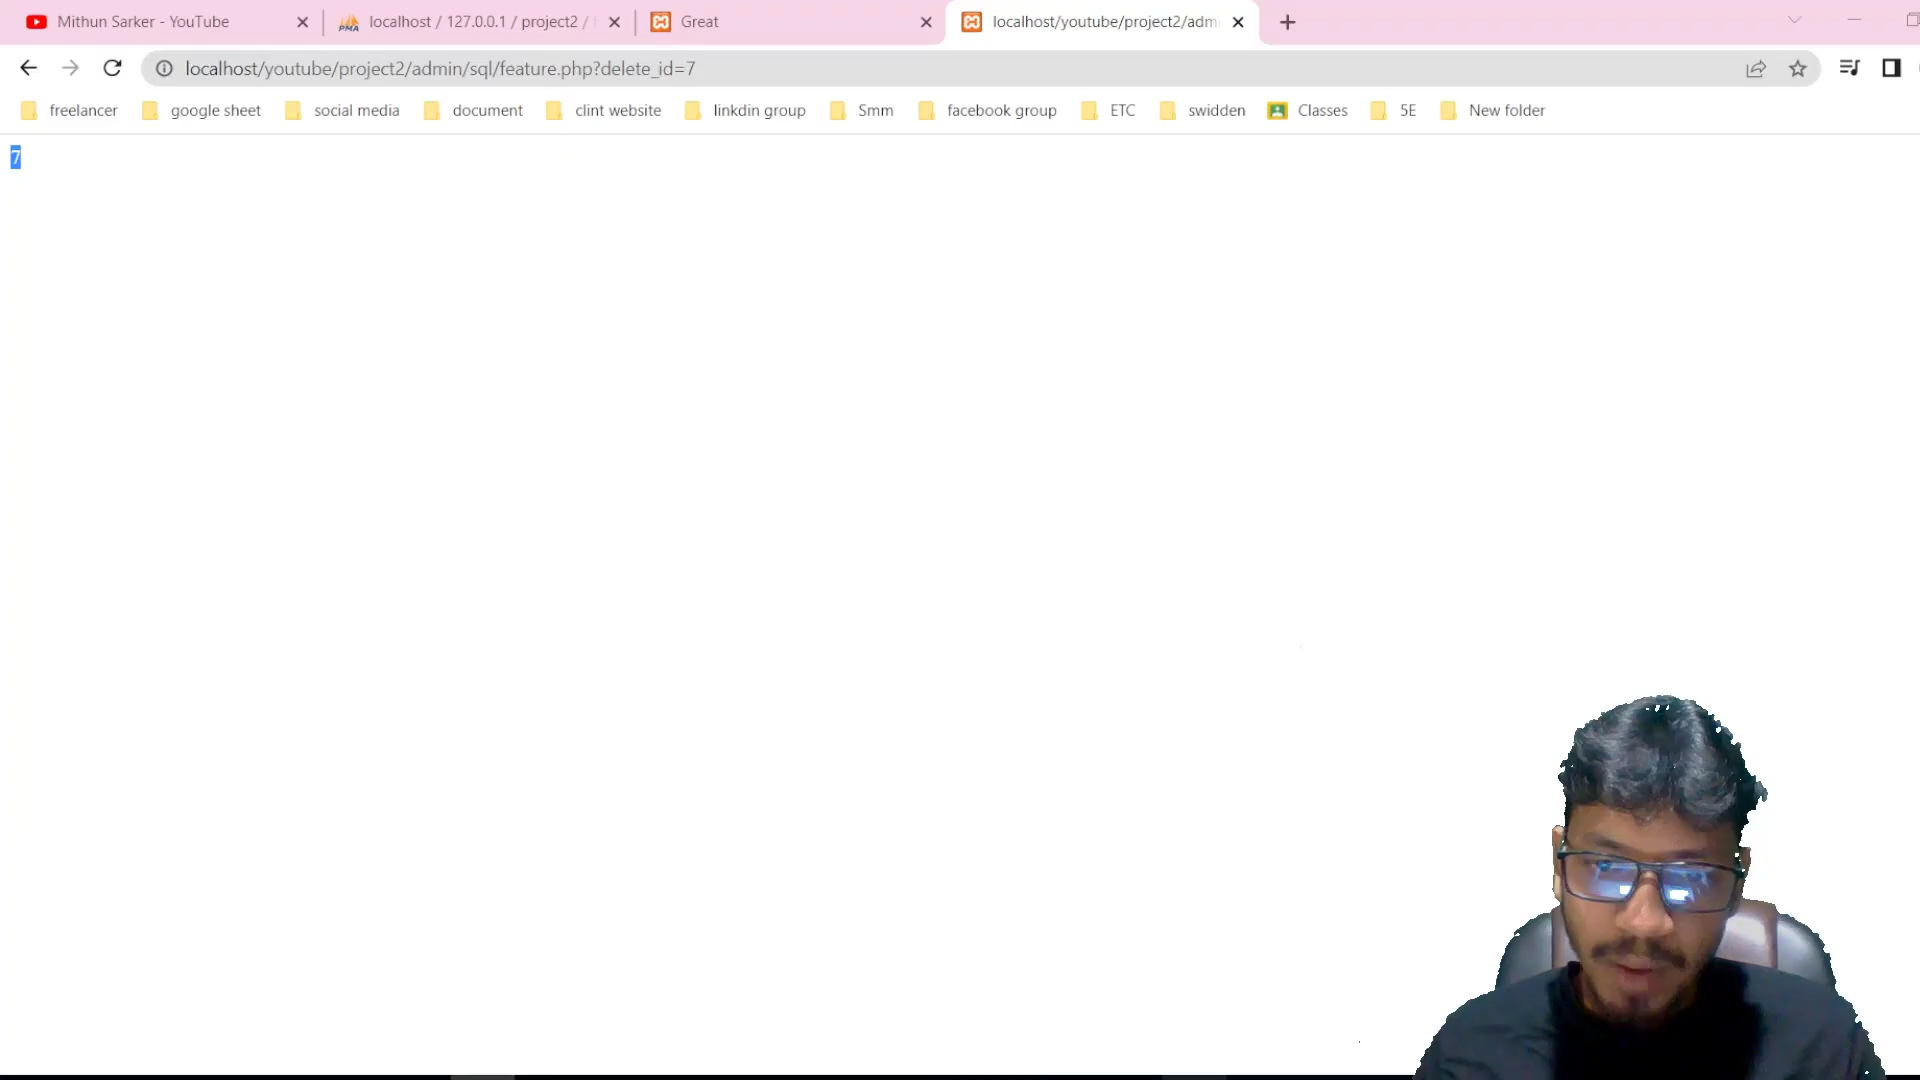 Mithun Sarker - YouTube
localhost / 127.0.0.1 / project2 /
Great
localhost/youtube/project2/adm
localhost/youtube/project2/admin/sql/feature.php?delete_id=7
freelancer
google sheet
social media
document
clint website
linkdin group
Smm
facebook group
ETC
swidden
Classes
5E
New folder
7